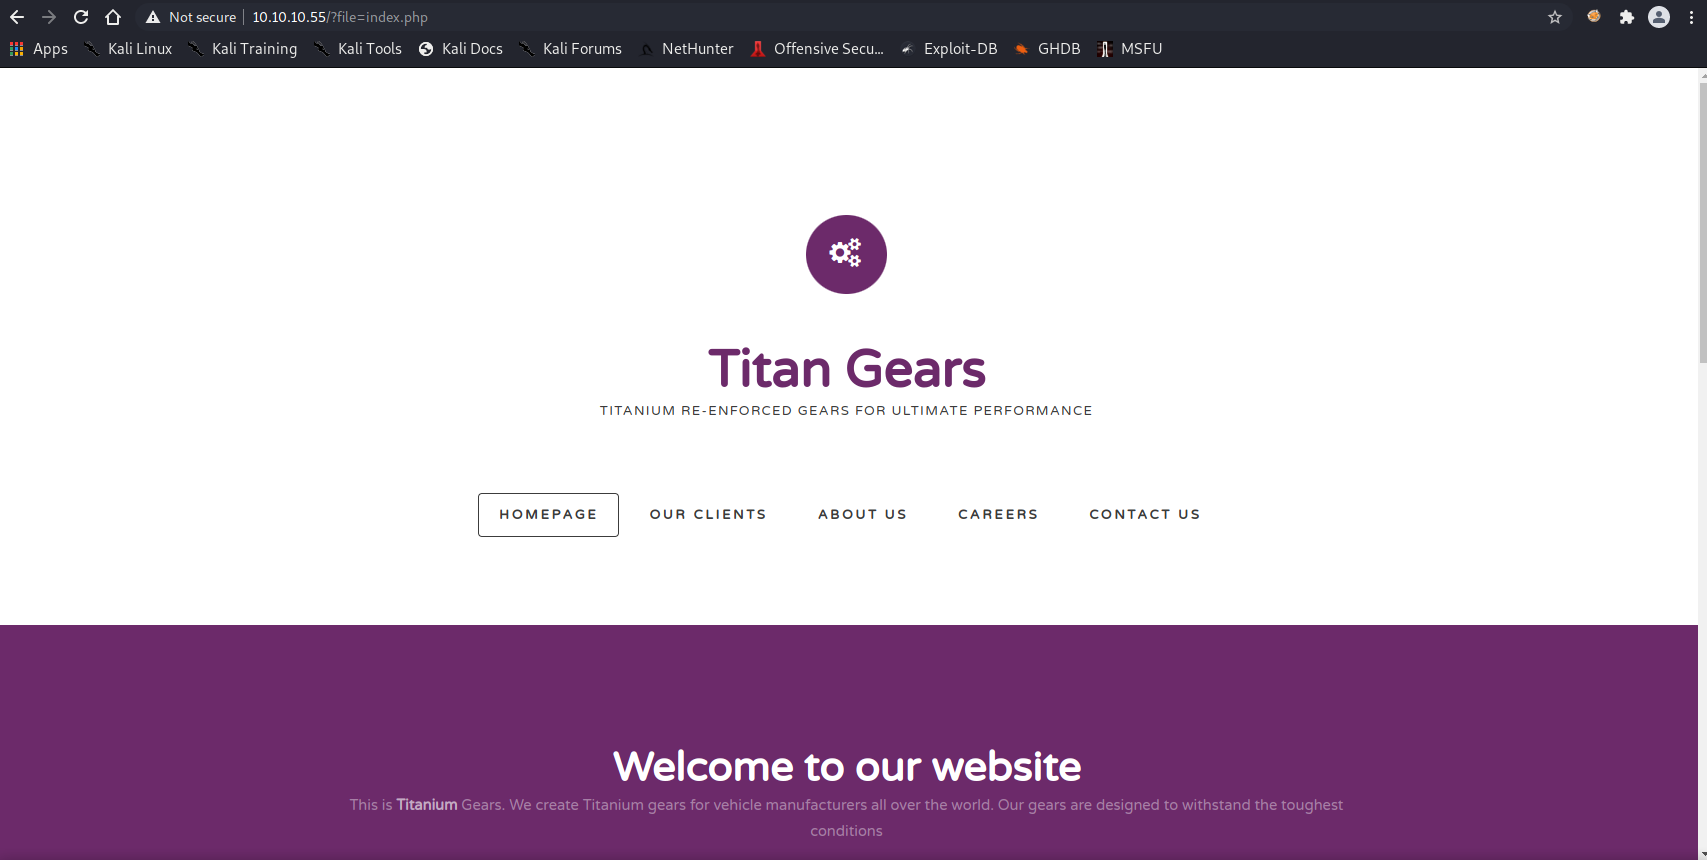 Not secure | 10.10.10.55/?file=index.php
Apps Kali Linux Kali Training Kali Tools Kali Docs Kali Forums NetHunter Offensive Secu... Exploit-DB GHDB MSFU
Titan Gears
TITANIUM RE-ENFORCED GEARS FOR ULTIMATE PERFORMANCE
HOMEPAGE OUR CLIENTS ABOUT US CAREERS CONTACT US
Welcome to our website
This is Titanium Gears. We create Titanium gears for vehicle manufacturers all over the world. Our gears are designed to withstand the toughest
conditions